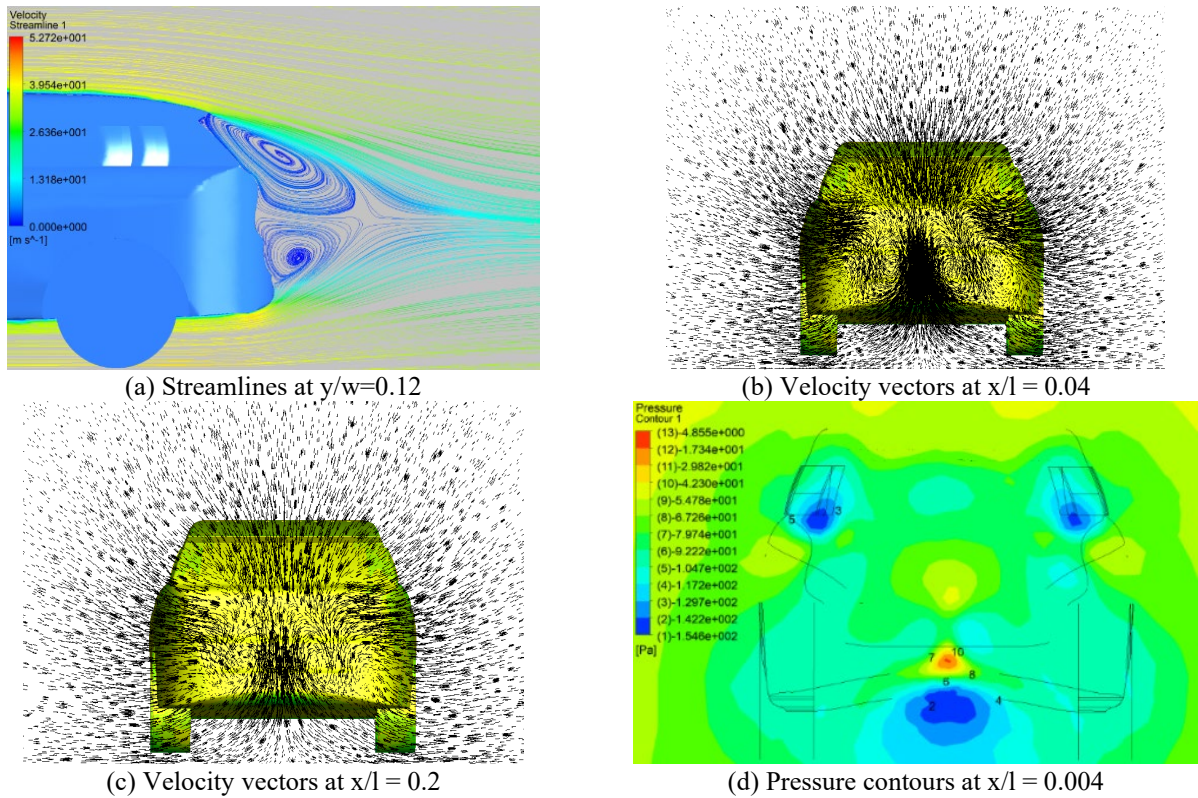 Velocity
Streamline 1
5.272e+001
3.954e+001
2.636e+001
1.318e+001
0.000e+000
[m s^-1]
(a) Streamlines at y/w=0.12
(b) Velocity vectors at x/l = 0.04
(c) Velocity vectors at x/l = 0.2
Pressure
Contour 1
(13)-4.855e+000
(12)-1.734e+001
(11)-2.982e+001
(10)-4.230e+001
(9)-5.478e+001
(8)-6.726e+001
(7)-7.974e+001
(6)-9.222e+001
(5)-1.047e+002
(4)-1.172e+002
(3)-1.297e+002
(2)-1.422e+002
(1)-1.546e+002
[Pa]
5 3
7 10
8
2 4
(d) Pressure contours at x/l = 0.004